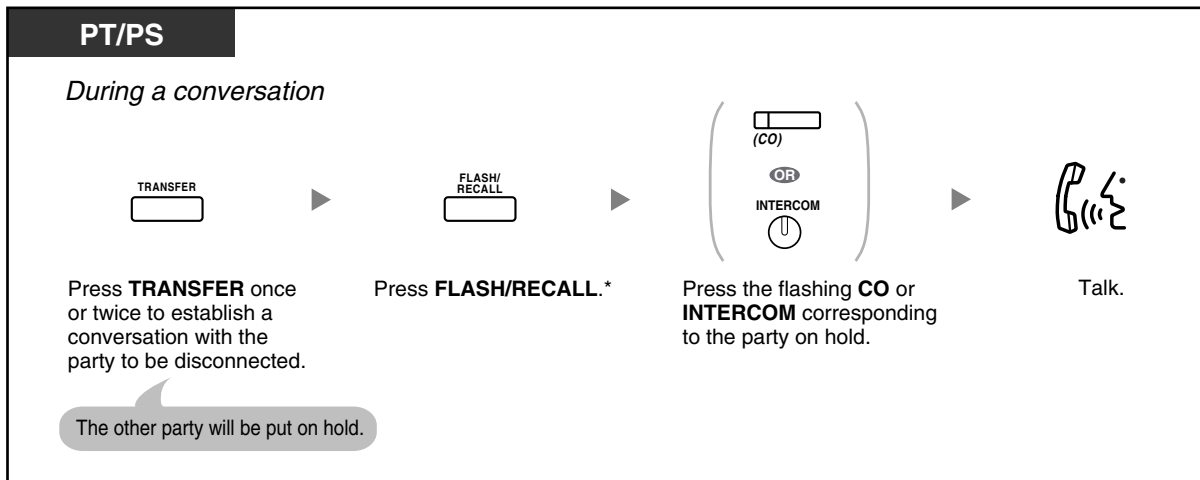 PT/PS
During a conversation
TRANSFER
FLASH/
RECALL
(CO)
OR
INTERCOM
Press TRANSFER once
or twice to establish a
conversation with the
party to be disconnected.
The other party will be put on hold.
Press FLASH/RECALL.*
Press the flashing CO or
INTERCOM corresponding
to the party on hold.
Talk.